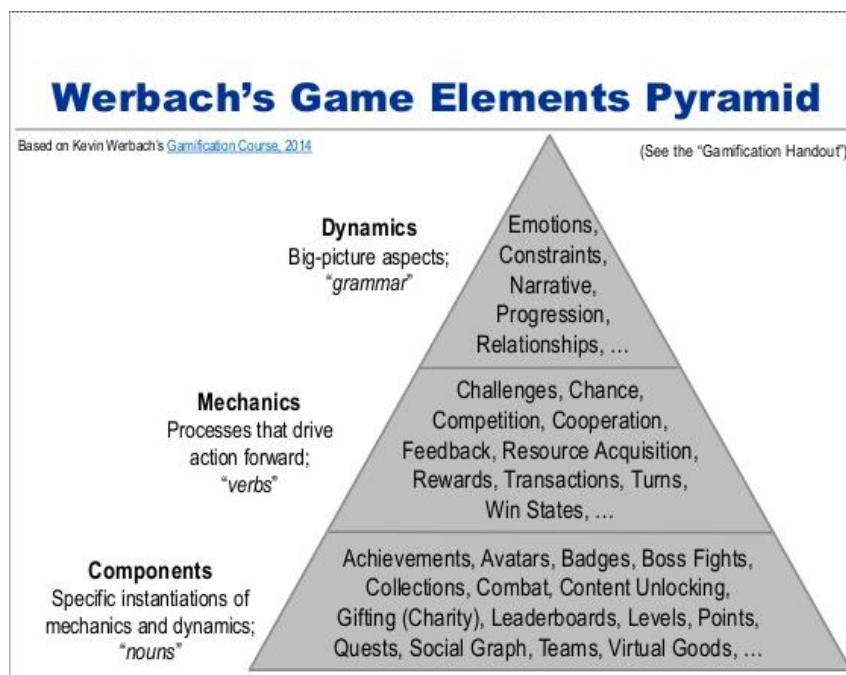 Werbach's Game Elements Pyramid
Based on Kevin Werbach's Gamification Course, 2014
(See the "Gamification Handout")
Dynamics
Big-picture aspects;
"grammar"
Emotions,
Constraints,
Narrative,
Progression,
Relationships, …
Mechanics
Processes that drive
action forward;
"verbs"
Challenges, Chance,
Competition, Cooperation,
Feedback, Resource Acquisition,
Rewards, Transactions, Turns,
Win States, …
Components
Specific instantiations of
mechanics and dynamics;
"nouns"
Achievements, Avatars, Badges, Boss Fights,
Collections, Combat, Content Unlocking,
Gifting (Charity), Leaderboards, Levels, Points,
Quests, Social Graph, Teams, Virtual Goods, …